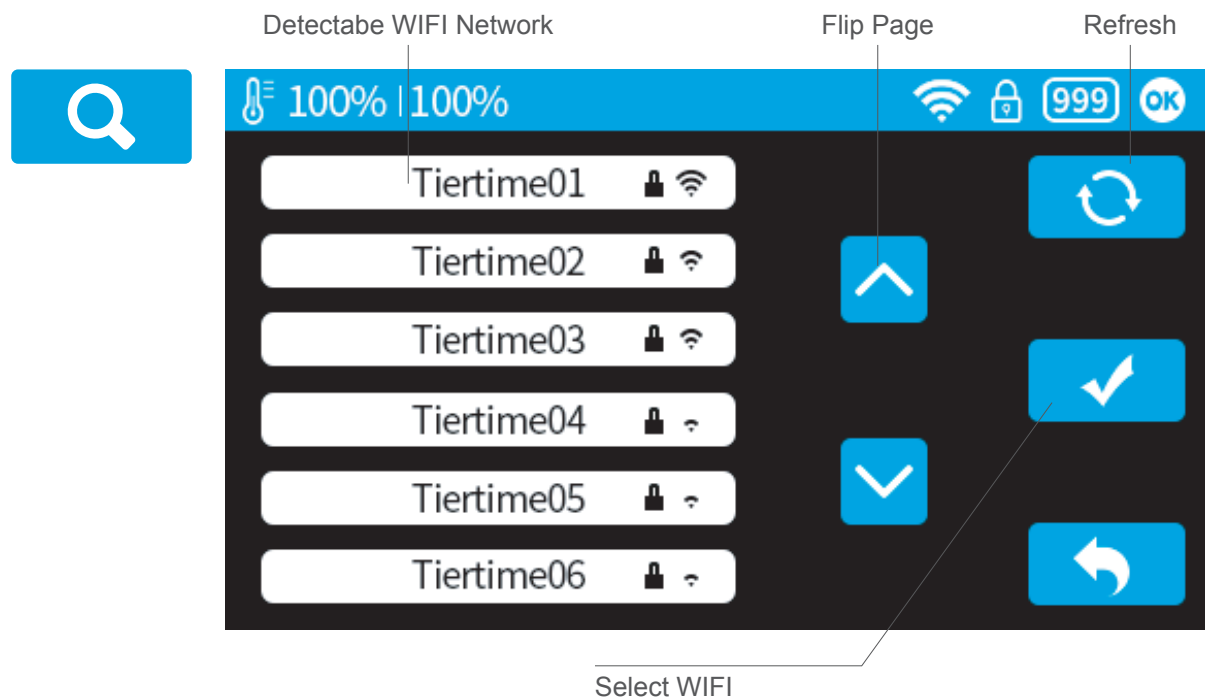 Detectabe WIFI Network
Flip Page
Refresh
100% | 100%
999
OK
Tiertime01
Tiertime02
Tiertime03
Tiertime04
Tiertime05
Tiertime06
Select WIFI